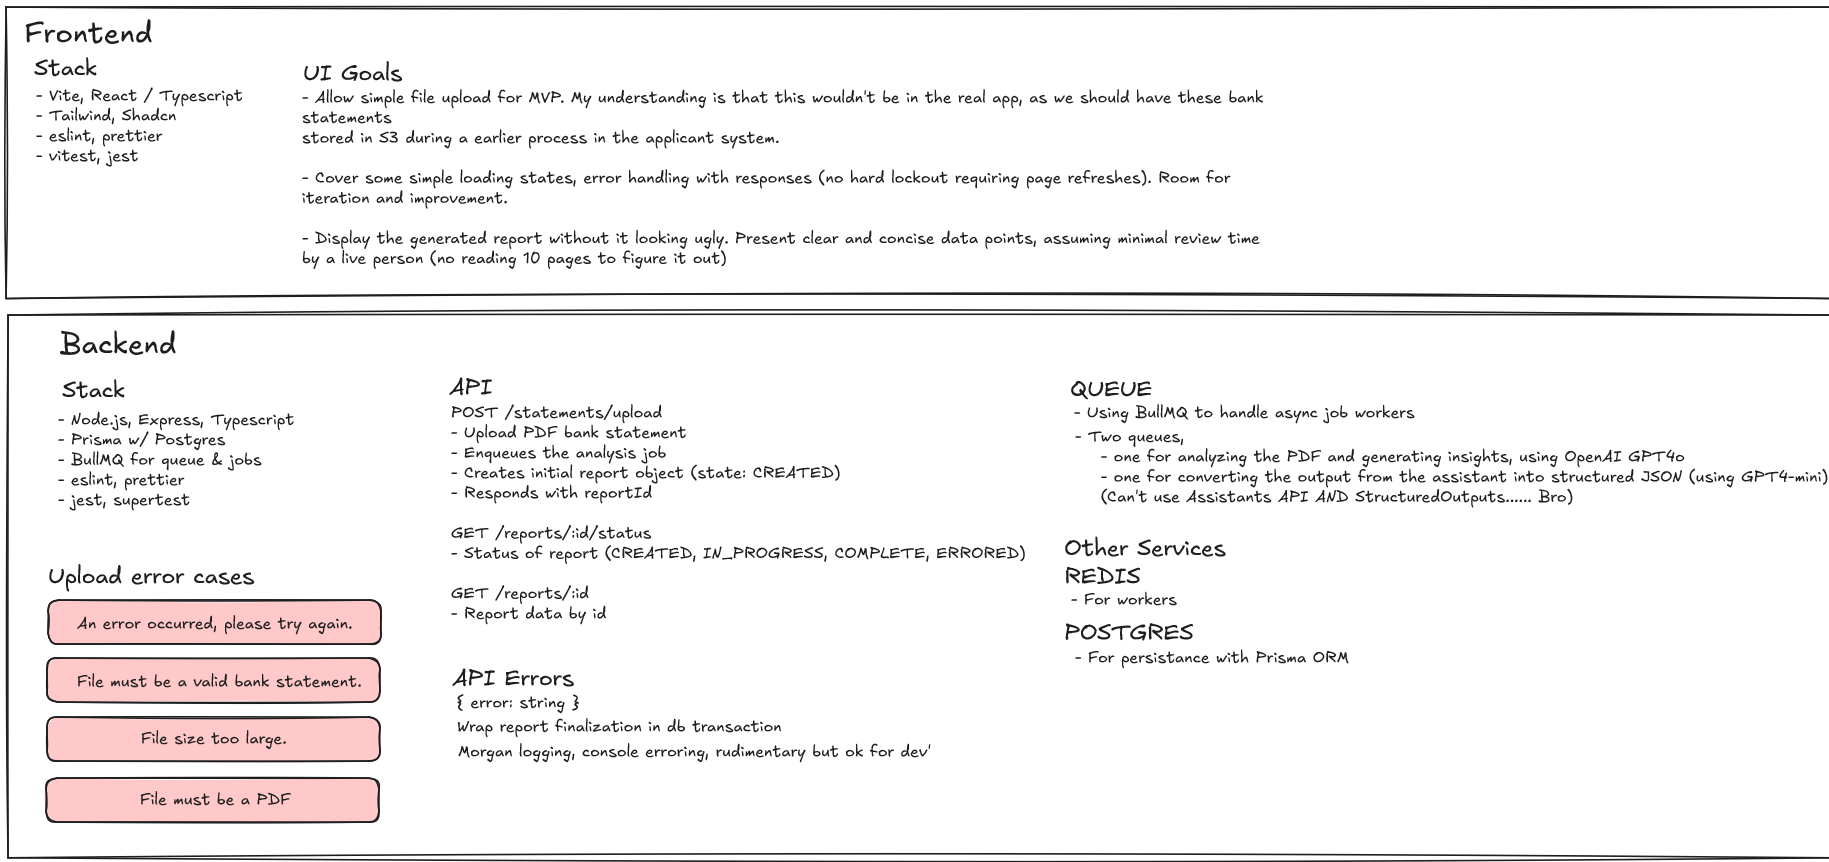 Frontend
Stack
- Vite, React / Typescript
- Tailwind, Shadcn
- eslint, prettier
- vitest, jest
UI Goals
- Allow simple file upload for MVP. My understanding is that this wouldn't be in the real app, as we should have these bank
statements
stored in S3 during a earlier process in the applicant system.
- Cover some simple loading states, error handling with responses (no hard lockout requiring page refreshes). Room for
iteration and improvement.
- Display the generated report without it looking ugly. Present clear and concise data points, assuming minimal review time
by a live person (no reading 10 pages to figure it out)
Backend
Stack
- Node.js, Express, Typescript
- Prisma w/ Postgres
- BullMQ for queue & jobs
- eslint, prettier
- jest, supertest
Upload error cases
An error occurred, please try again.
File must be a valid bank statement.
File size too large.
File must be a PDF
API
POST /statements/upload
- Upload PDF bank statement
- Enqueues the analysis job
- Creates initial report object (state: CREATED)
- Responds with reportId
GET /reports/:id/status
- Status of report (CREATED, IN_PROGRESS, COMPLETE, ERRORED)
GET /reports/:id
- Report data by id
API Errors
{ error: string }
Wrap report finalization in db transaction
Morgan logging, console erroring, rudimentary but ok for dev'
QUEUE
- Using BullMQ to handle async job workers
- Two queues,
- one for analyzing the PDF and generating insights, using OpenAI GPT4o
- one for converting the output from the assistant into structured JSON (using GPT4-mini)
(Can't use Assistants API AND StructuredOutputs...... Bro)
Other Services
REDIS
- For workers
POSTGRES
- For persistance with Prisma ORM